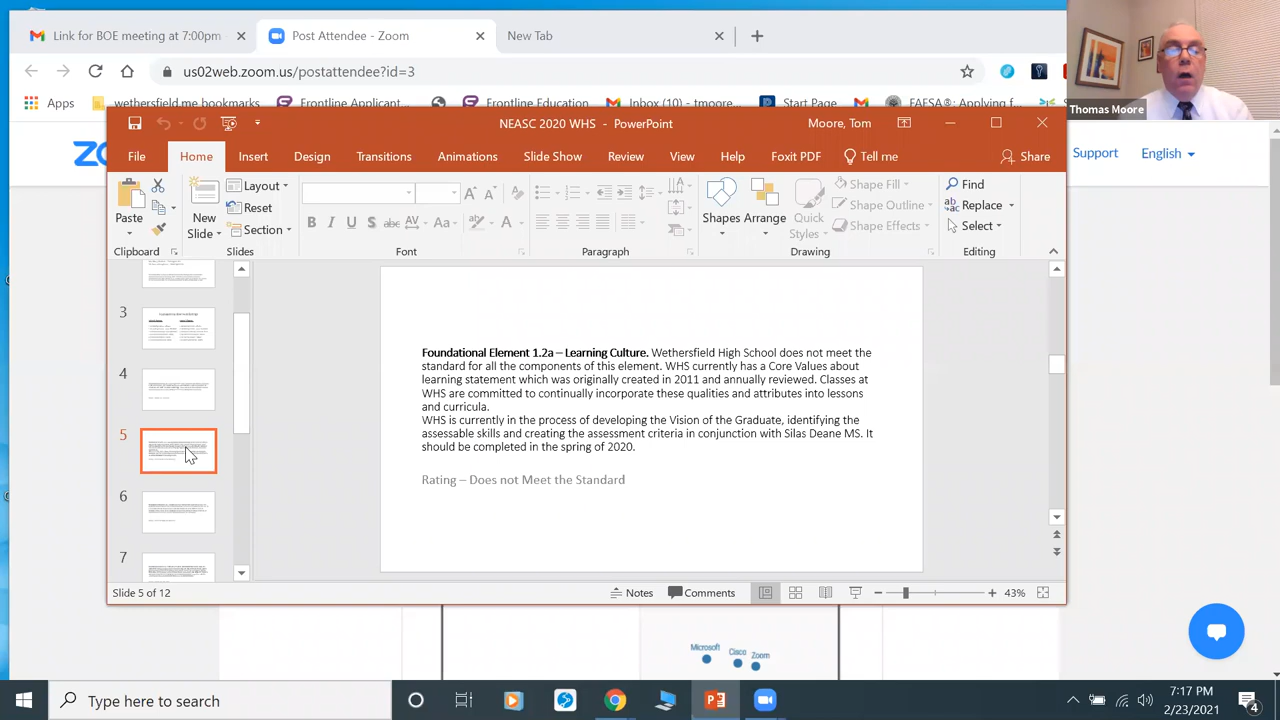 Link for BOE meeting at 7:00pm
Post Attendee - Zoom
New Tab
us02web.zoom.us/postattendee?id=3
Apps
wethersfield.me bookmarks
Frontline Applicant...
Frontline Education
Inbox (10) - tmoore
Start Page
FAFSA®: Applying f
Thomas Moore
Support
English
NEASC 2020 WHS - PowerPoint
Moore, Tom
File
Home
Insert
Design
Transitions
Animations
Slide Show
Review
View
Help
Foxit PDF
Tell me
Share
Paste
New Slide
Layout
Reset
Section
Shapes
Arrange
Quick Styles
Shape Fill
Shape Outline
Shape Effects
Find
Replace
Select
Clipboard
Slides
Font
Paragraph
Drawing
Editing
3
4
5
6
7
Foundational Element 1.2a – Learning Culture. Wethersfield High School does not meet the
standard for all the components of this element. WHS currently has a Core Values about
learning statement which was originally created in 2011 and annually reviewed. Classes at
WHS are committed to continually incorporate these qualities and attributes into lessons
and curricula.
WHS is currently in the process of developing the Vision of the Graduate, identifying the
assessable skills and creating the assessment criteria in conjunction with Silas Deane MS. It
should be completed in the spring of 2020.
Rating – Does not Meet the Standard
Slide 5 of 12
Notes
Comments
43%
Microsoft
Cisco
Zoom
Type here to search
7:17 PM
2/23/2021
4